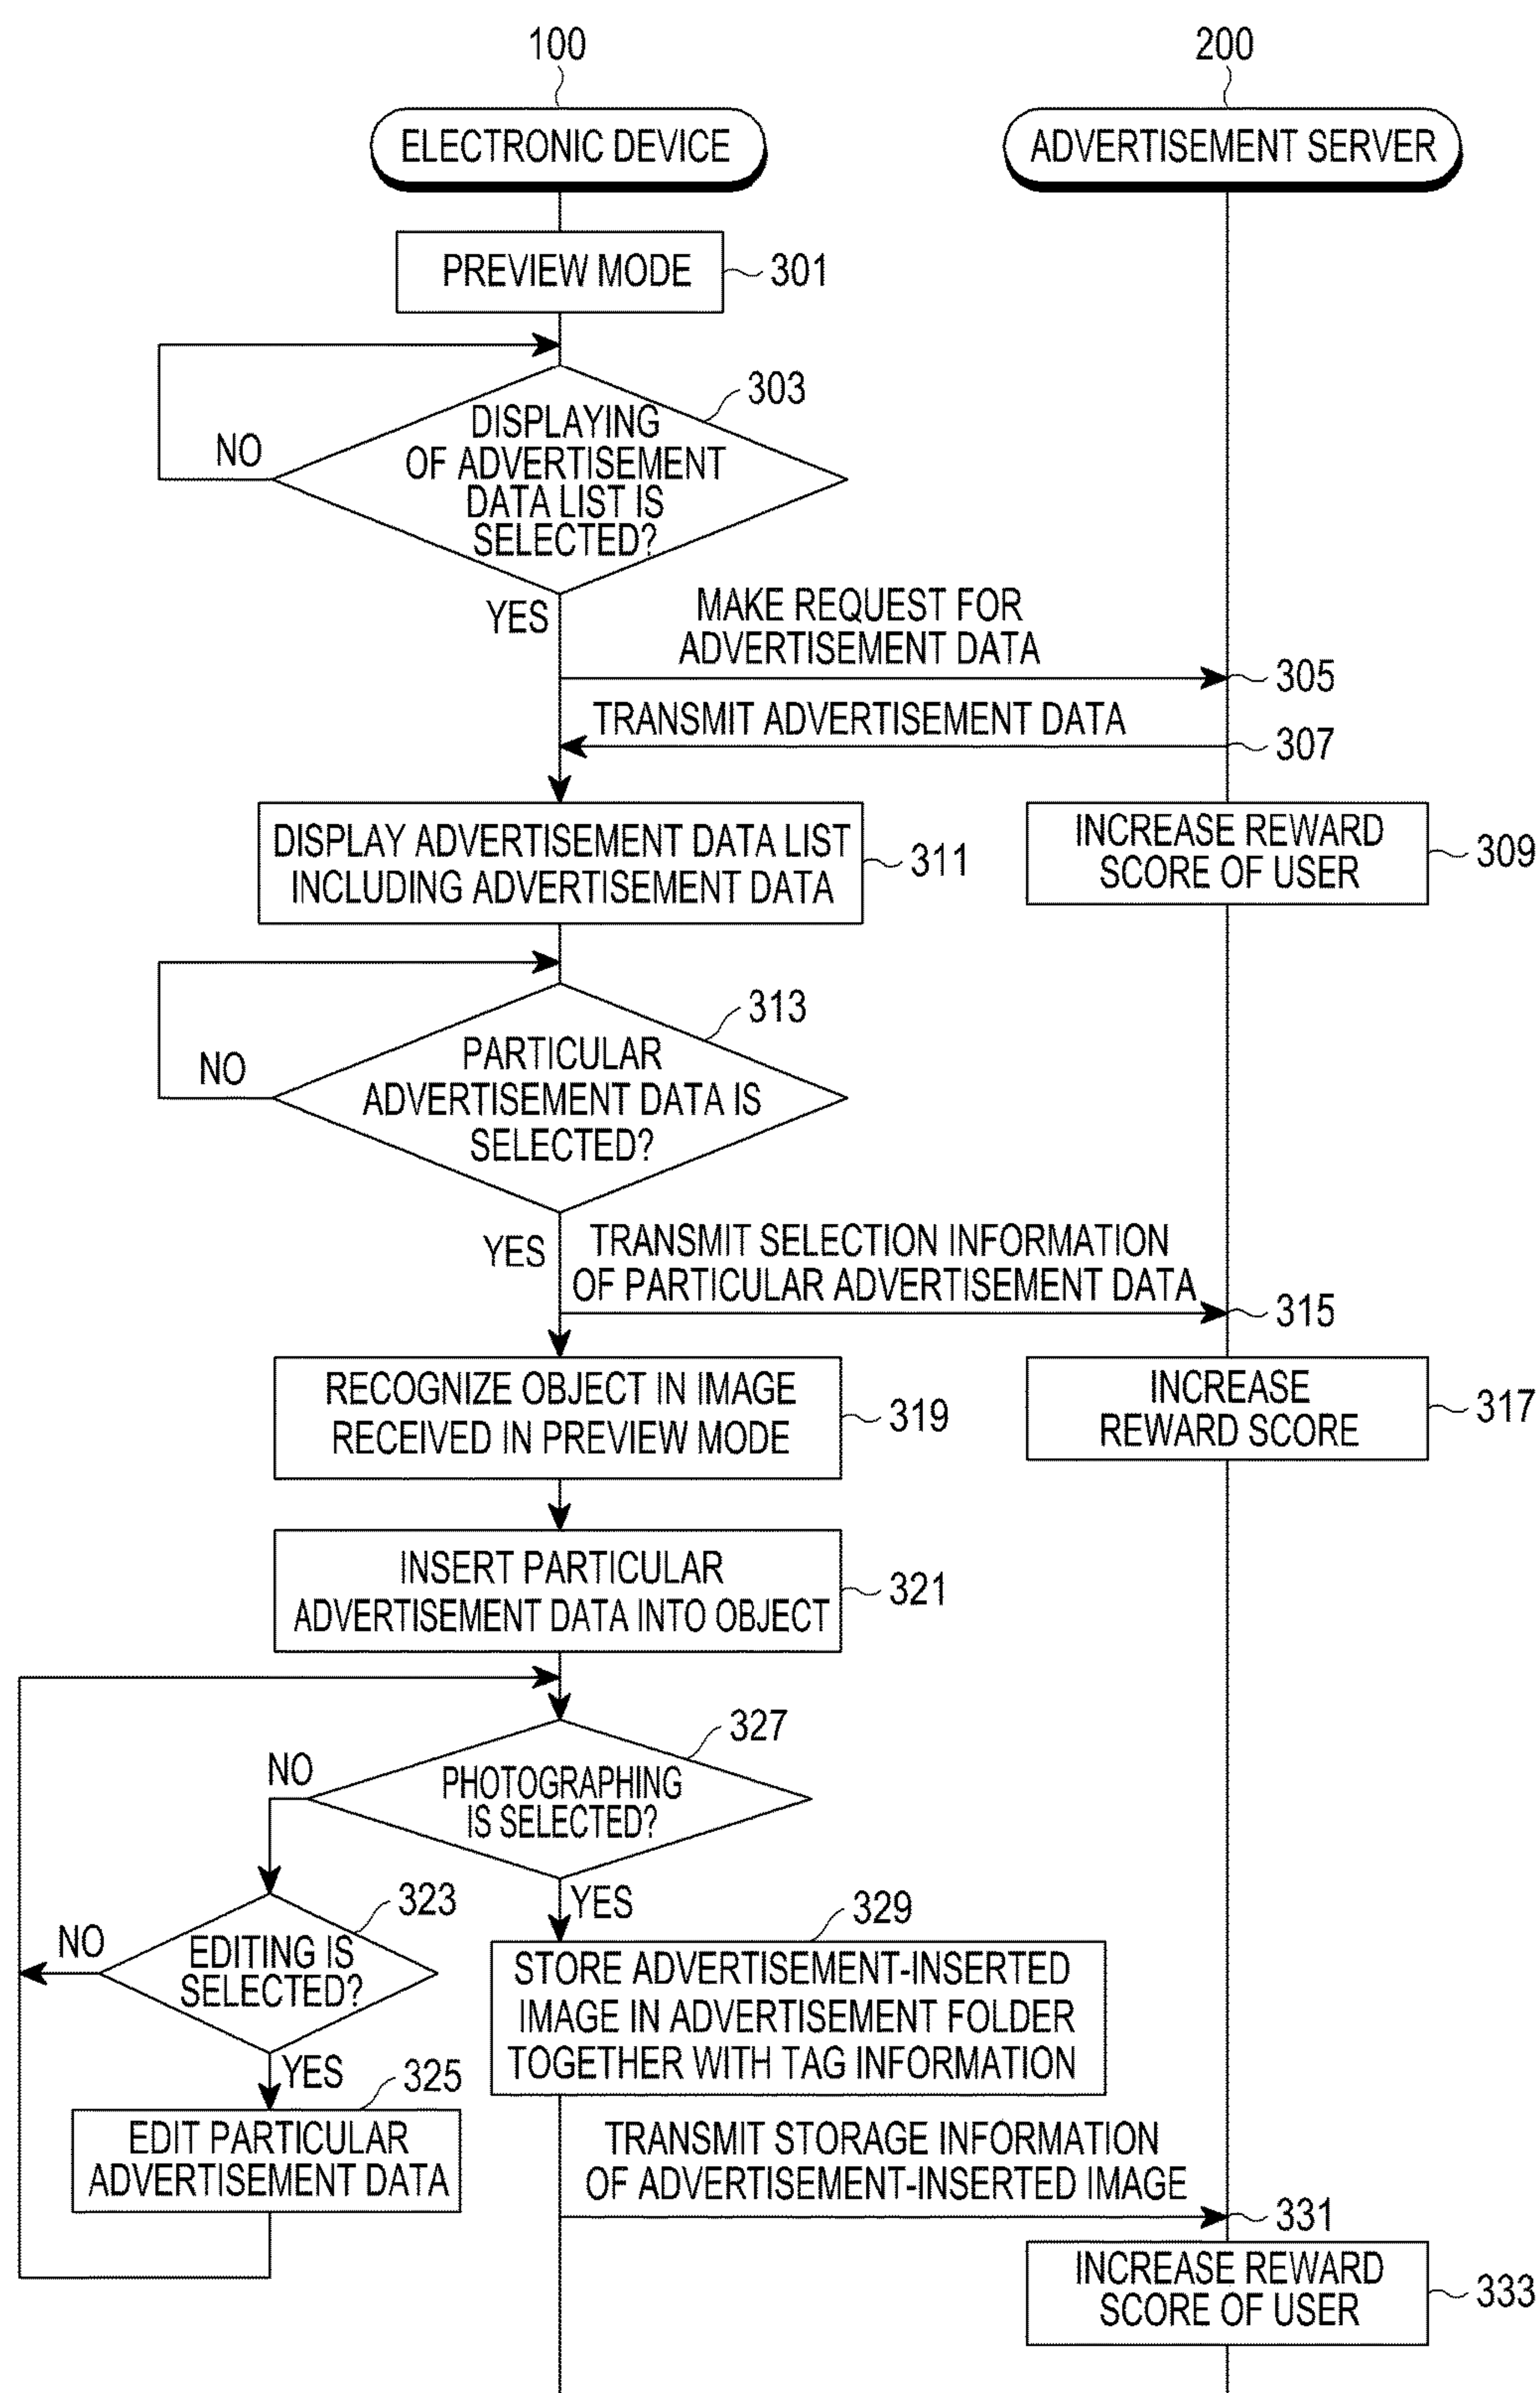 100
200
ELECTRONIC DEVICE
ADVERTISEMENT SERVER
PREVIEW MODE
301
303
DISPLAYING
OF ADVERTISEMENT
DATA LIST IS
SELECTED?
NO
YES
MAKE REQUEST FOR
ADVERTISEMENT DATA
305
TRANSMIT ADVERTISEMENT DATA
307
DISPLAY ADVERTISEMENT DATA LIST
INCLUDING ADVERTISEMENT DATA
311
INCREASE REWARD
SCORE OF USER
309
313
PARTICULAR
ADVERTISEMENT DATA IS
SELECTED?
NO
YES
TRANSMIT SELECTION INFORMATION
OF PARTICULAR ADVERTISEMENT DATA
315
RECOGNIZE OBJECT IN IMAGE
RECEIVED IN PREVIEW MODE
319
INCREASE
REWARD SCORE
317
INSERT PARTICULAR
ADVERTISEMENT DATA INTO OBJECT
321
327
NO
PHOTOGRAPHING
IS SELECTED?
YES
323
NO
EDITING IS
SELECTED?
YES
329
STORE ADVERTISEMENT-INSERTED
IMAGE IN ADVERTISEMENT FOLDER
TOGETHER WITH TAG INFORMATION
325
EDIT PARTICULAR
ADVERTISEMENT DATA
TRANSMIT STORAGE INFORMATION
OF ADVERTISEMENT-INSERTED IMAGE
331
INCREASE REWARD
SCORE OF USER
333